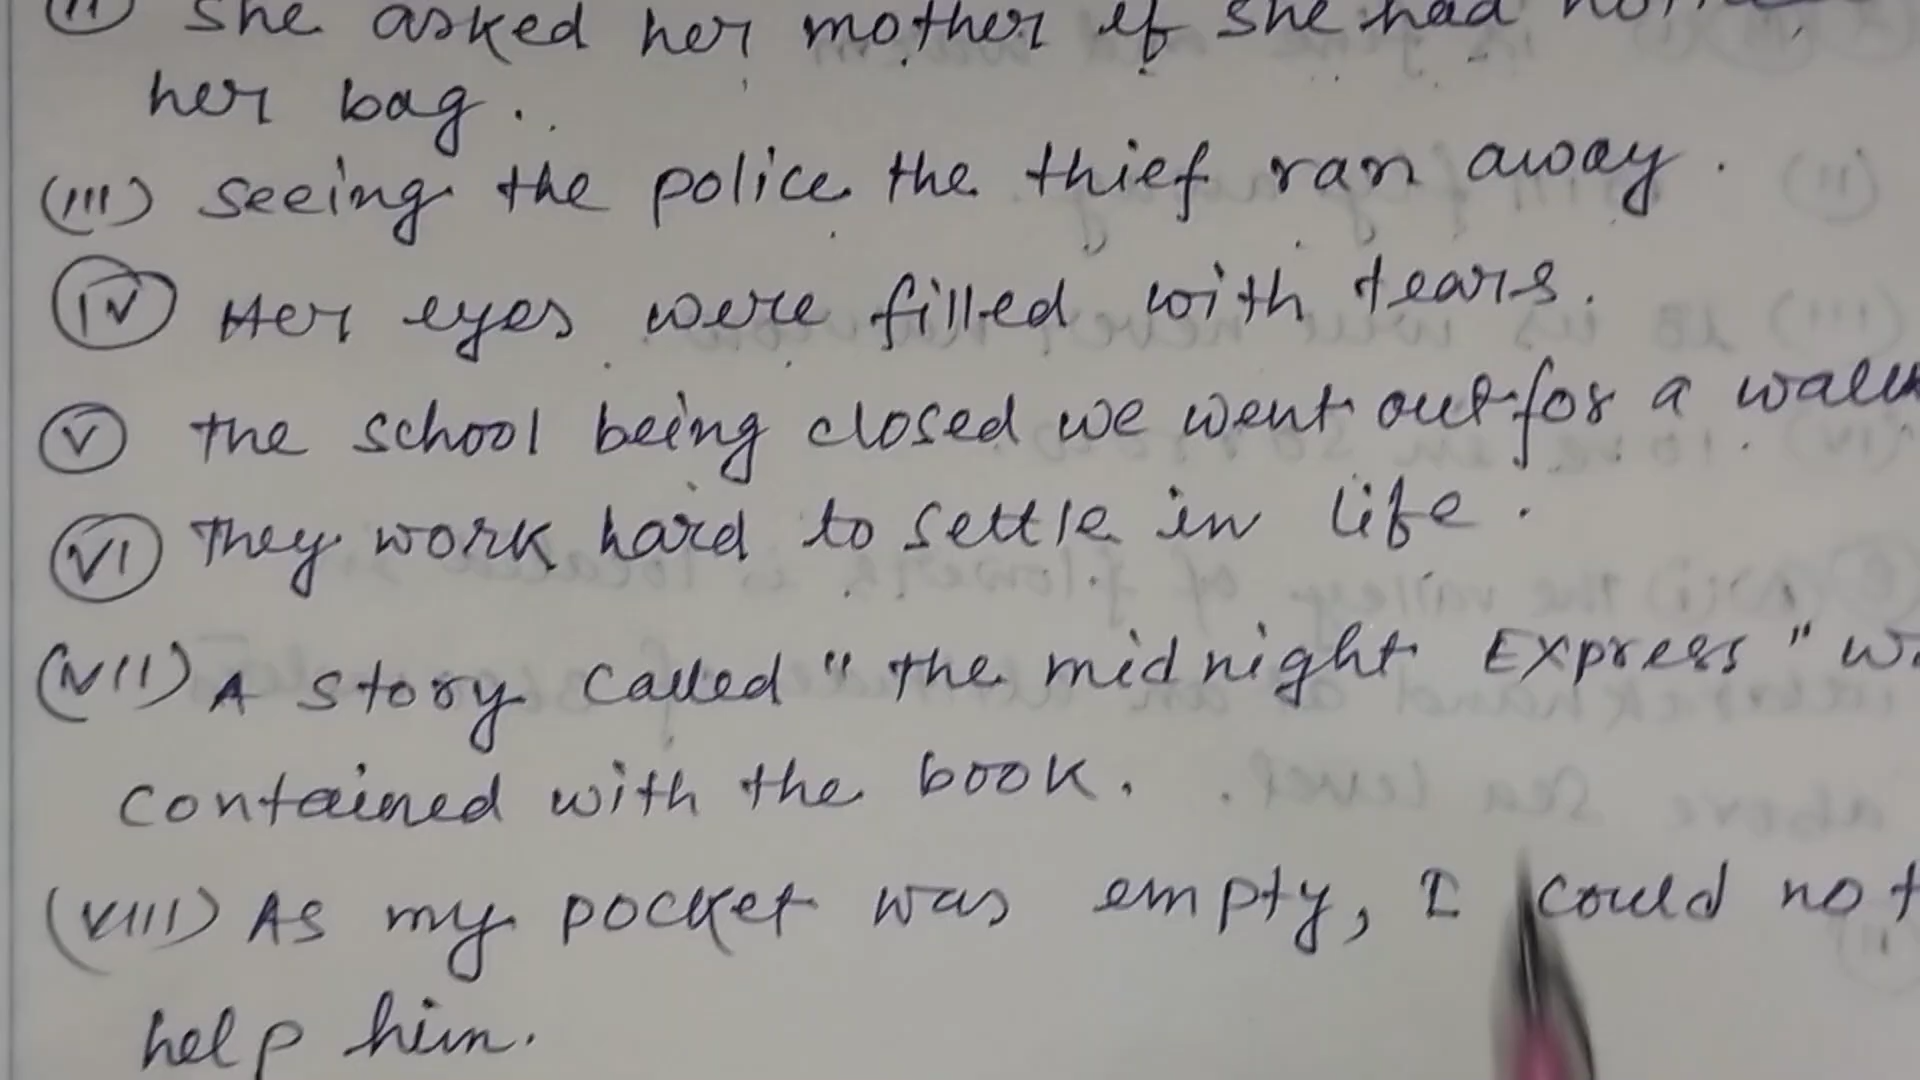 (II) She asked her mother if she had
her bag.
(III) Seeing the police the thief ran away.
(IV) Her eyes were filled with tears.
(V) the school being closed we went out for a walk
(VI) They work hard to settle in life.
(VII) A story called "the midnight Express"
contained with the book.
(VIII) As my pocket was empty, I could not
help him.